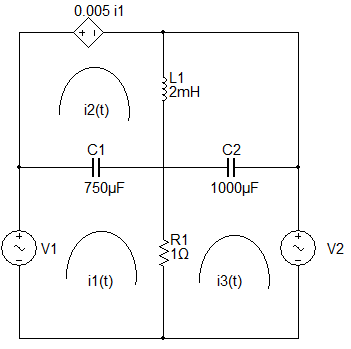 0.005 i1
+ -
L1
2mH
i2(t)
C1
C2
750µF
1000µF
+
V1
R1
1Ω
+
V2
i1(t)
i3(t)